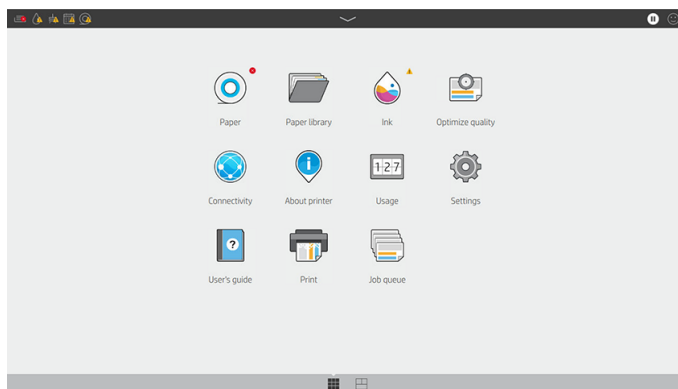 Paper
Paper library
Ink
Optimize quality
127
Connectivity
About printer
Usage
Settings
?
User's guide
Print
Job queue